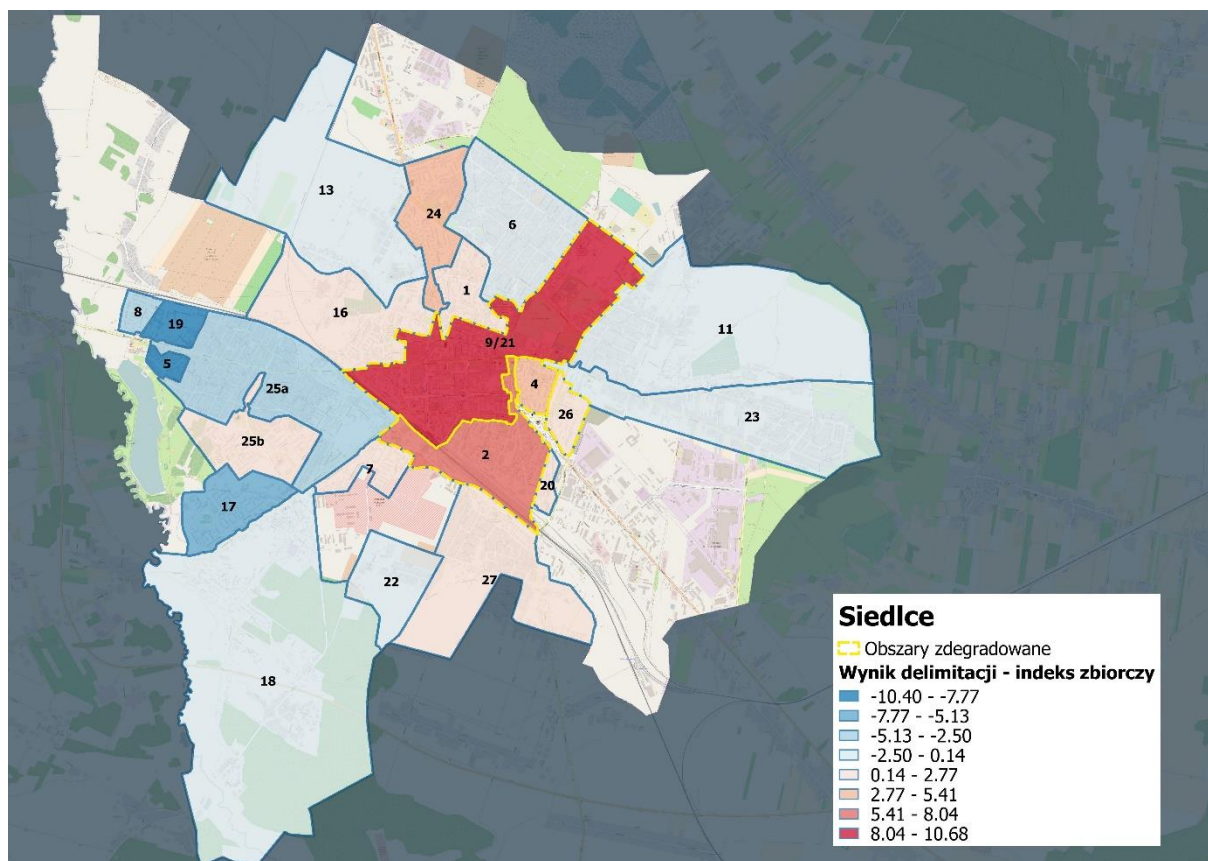 13
24
6
1
16
11
8
19
9/21
5
4
25a
26
23
25b
2
7
20
17
22
27
18
Siedlce
Obszary zdegradowane
Wynik delimitacji - indeks zbiorczy
-10.40 - -7.77
-7.77 - -5.13
-5.13 - -2.50
-2.50 - 0.14
0.14 - 2.77
2.77 - 5.41
5.41 - 8.04
8.04 - 10.68